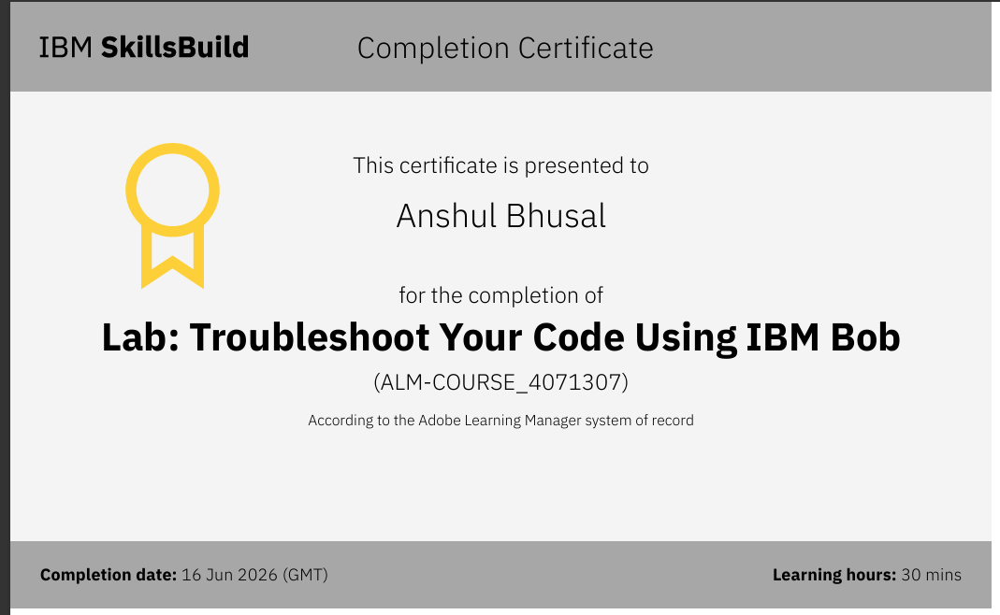 IBM SkillsBuild
Completion Certificate
This certificate is presented to
Anshul Bhusal
for the completion of
Lab: Troubleshoot Your Code Using IBM Bob
(ALM-COURSE_4071307)
According to the Adobe Learning Manager system of record
Completion date: 16 Jun 2026 (GMT)
Learning hours: 30 mins